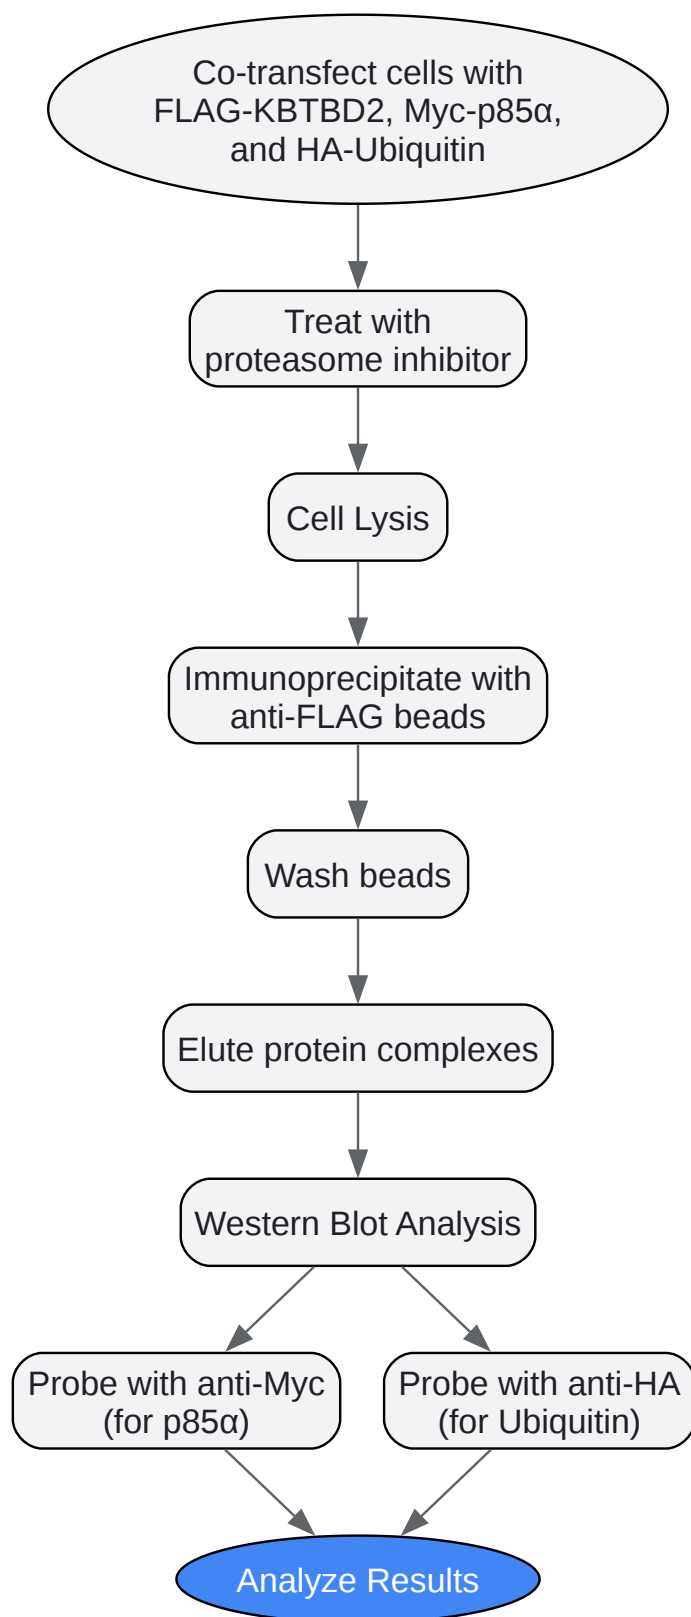 Co-transfect cells with
FLAG-KBTBD2, Myc-p85α,
and HA-Ubiquitin
Treat with
proteasome inhibitor
Cell Lysis
Immunoprecipitate with
anti-FLAG beads
Wash beads
Elute protein complexes
Western Blot Analysis
Probe with anti-Myc
(for p85α)
Probe with anti-HA
(for Ubiquitin)
Analyze Results